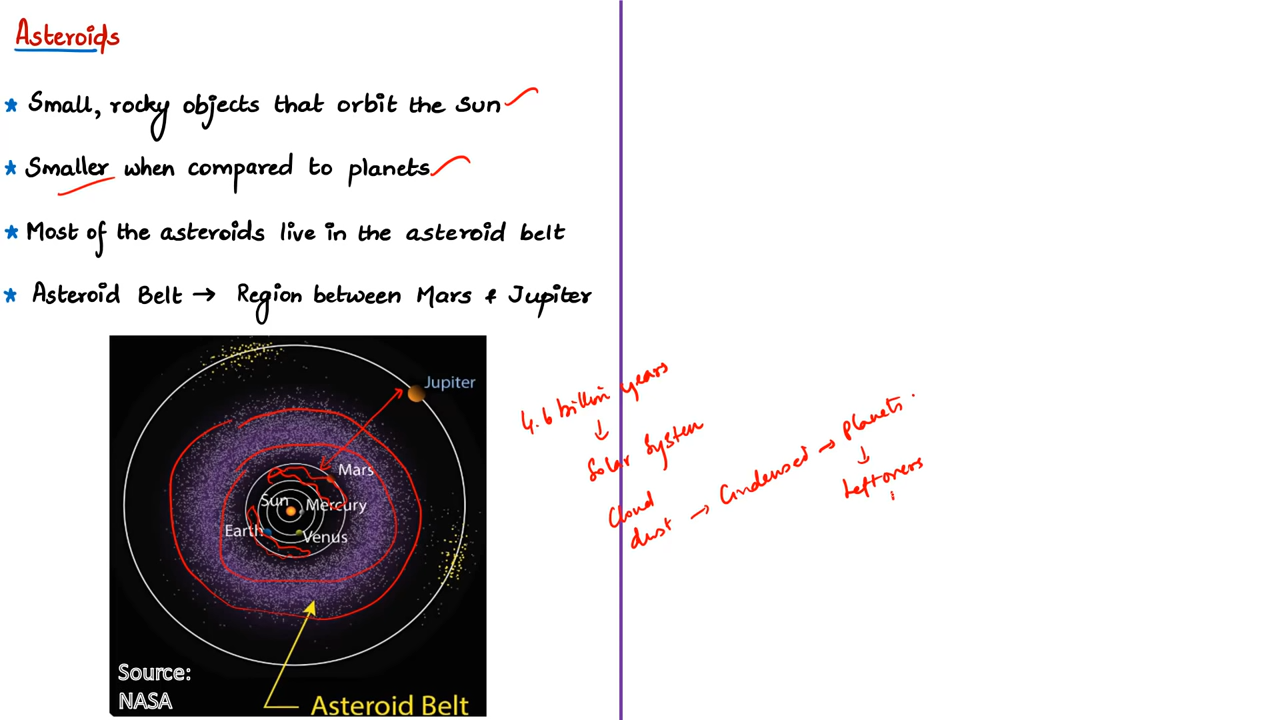 Asteroids
* Small, rocky objects that orbit the Sun
* Smaller when compared to planets
* Most of the asteroids live in the asteroid belt
* Asteroid Belt → Region between Mars & Jupiter
Jupiter
Mars
Sun
Mercury
Earth
Venus
Source:
NASA
Asteroid Belt
4.6 billion years
↓
Solar System
Cloud
dust → Condensed → Planets
↓
Leftovers